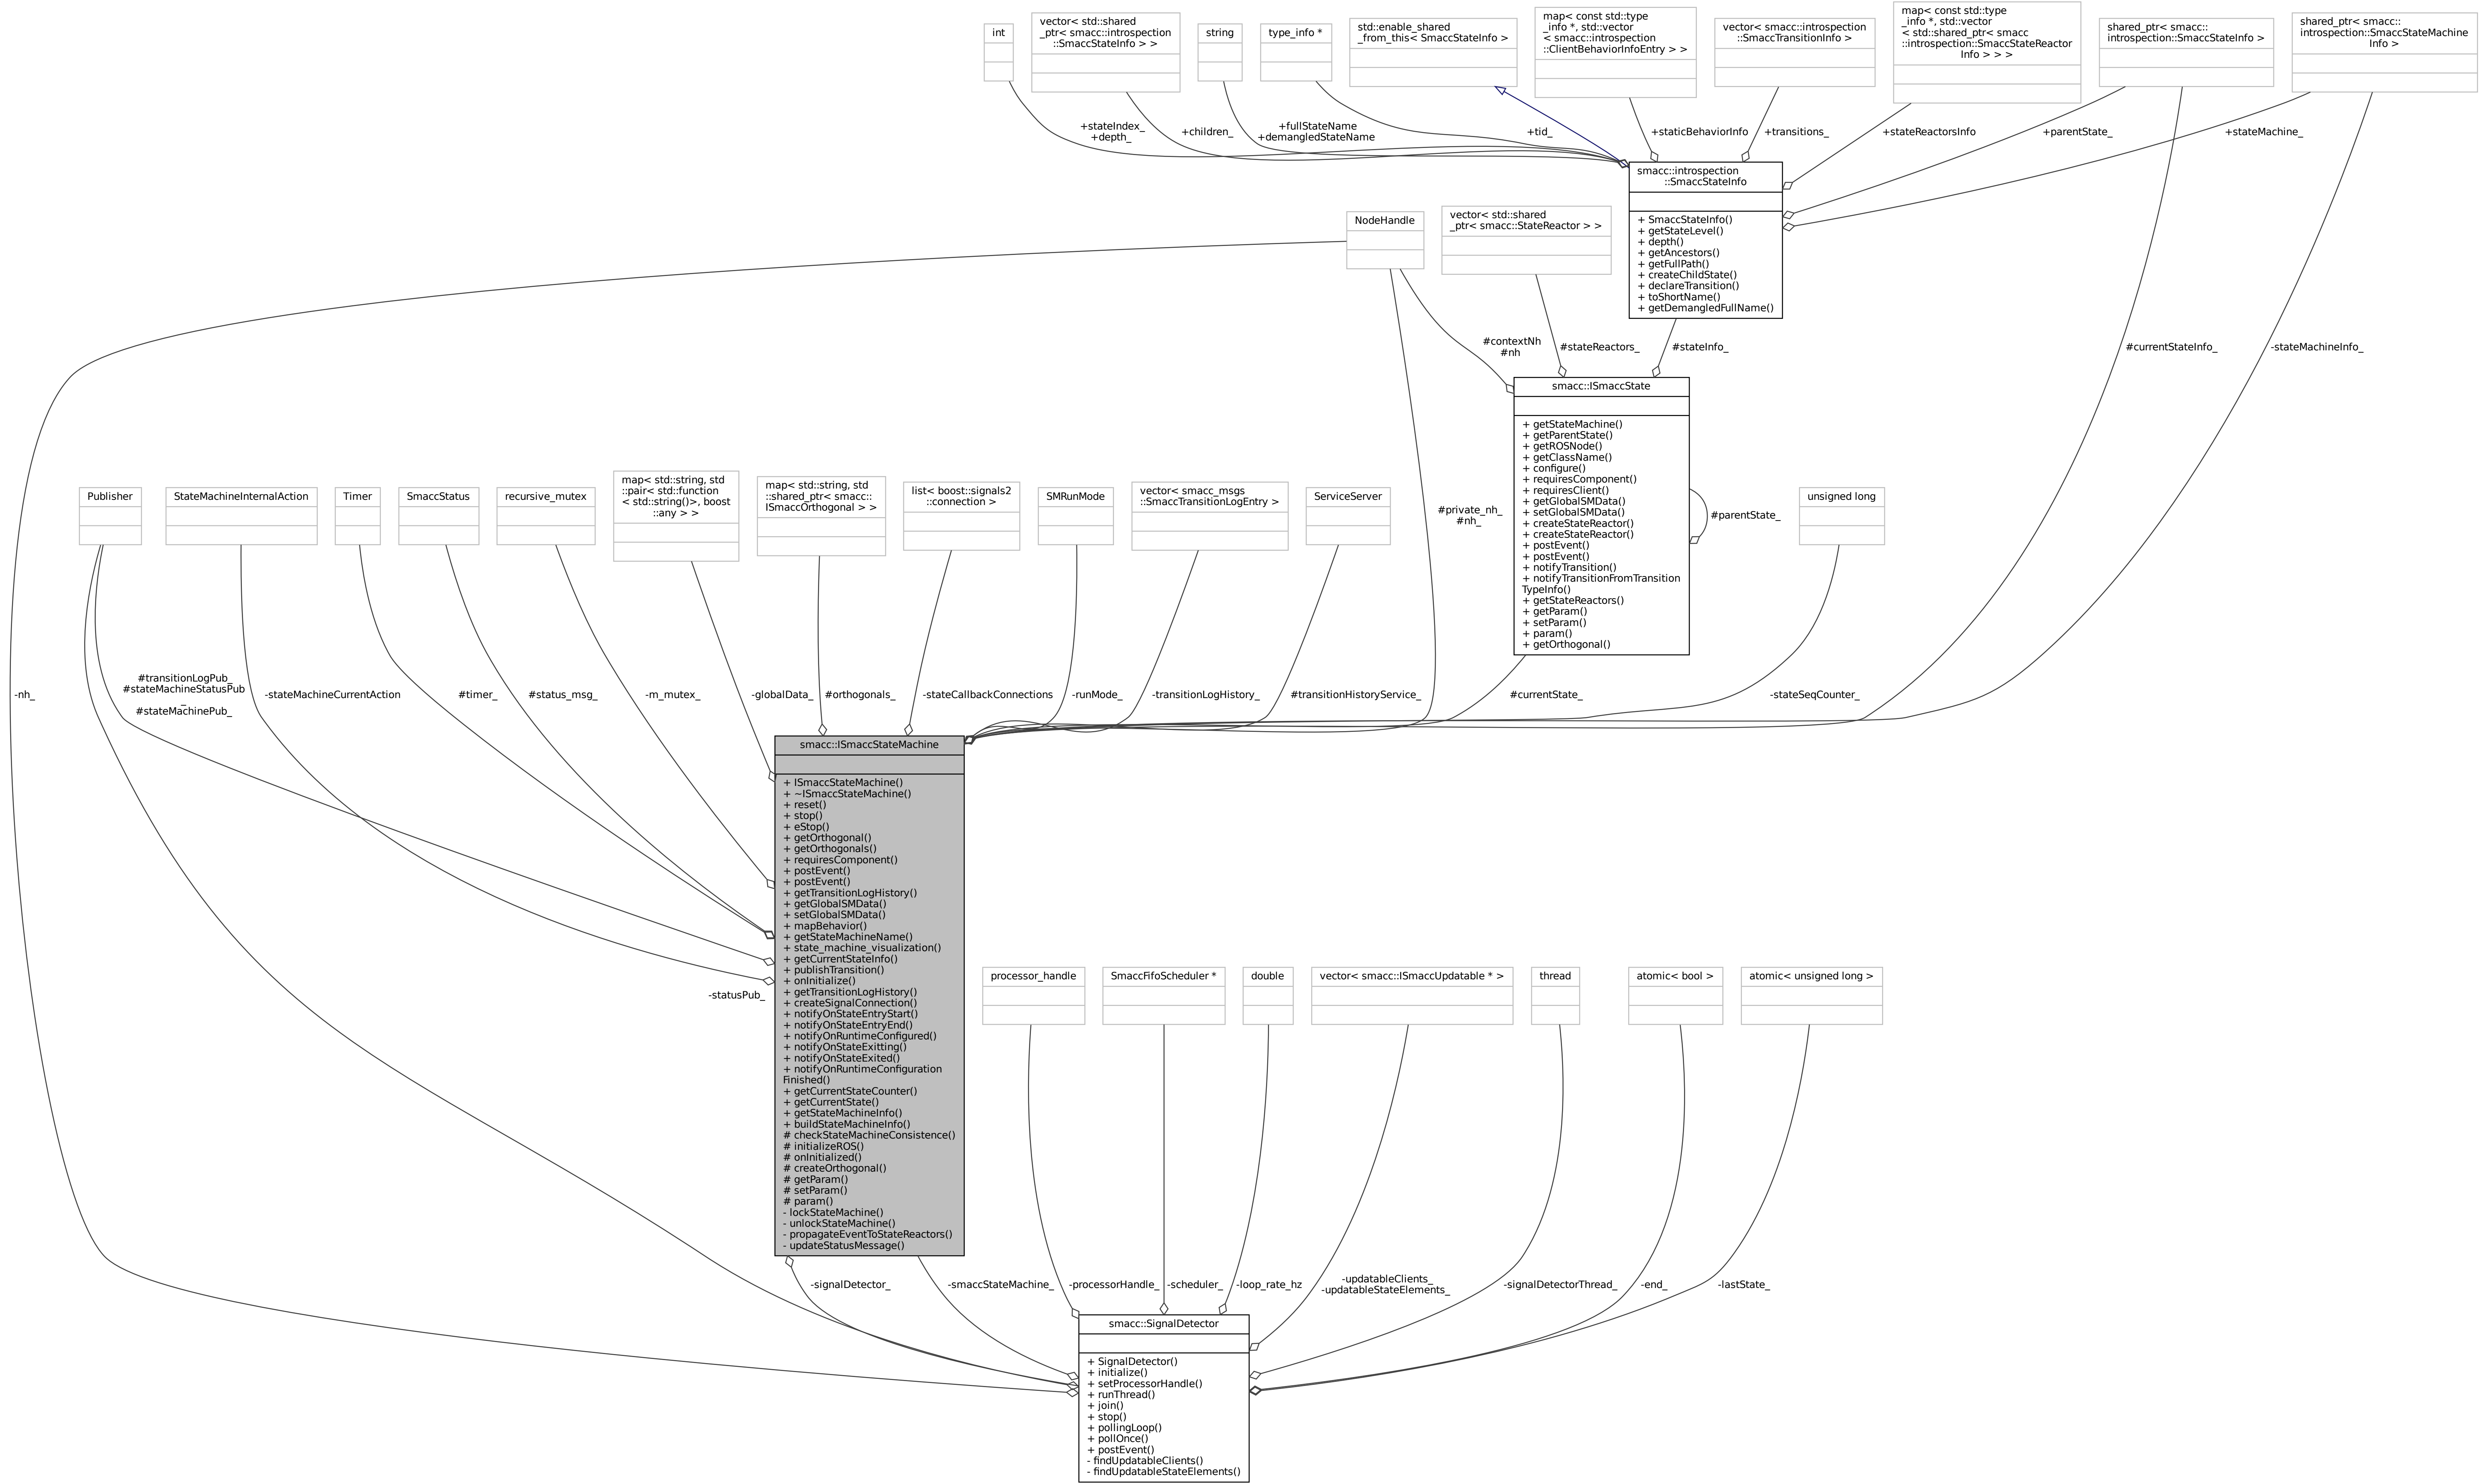 int
vector< std::shared
_ptr< smacc::introspection
::SmaccStateInfo > >
string
type_info *
std::enable_shared
_from_this< SmaccStateInfo >
map< const std::type
_info *, std::vector
< smacc::introspection
::ClientBehaviorInfoEntry > >
vector< smacc::introspection
::SmaccTransitionInfo >
map< const std::type
_info *, std::vector
< std::shared_ptr< smacc
::introspection::SmaccStateReactor
Info > > >
shared_ptr< smacc::
introspection::SmaccStateInfo >
shared_ptr< smacc::
introspection::SmaccStateMachine
Info >
+stateIndex_
+depth_
+children_
+fullStateName
+demangledStateName
+tid_
+staticBehaviorInfo
+transitions_
+stateReactorsInfo
+parentState_
+stateMachine_
smacc::introspection
::SmaccStateInfo
+ SmaccStateInfo()
+ getStateLevel()
+ depth()
+ getAncestors()
+ getFullPath()
+ createChildState()
+ declareTransition()
+ toShortName()
+ getDemangledFullName()
NodeHandle
vector< std::shared
_ptr< smacc::StateReactor > >
#contextNh
#nh
#stateReactors_
#stateInfo_
#currentStateInfo_
-stateMachineInfo_
smacc::ISmaccState
+ getStateMachine()
+ getParentState()
+ getROSNode()
+ getClassName()
+ configure()
+ requiresComponent()
+ requiresClient()
+ getGlobalSMData()
+ setGlobalSMData()
+ createStateReactor()
+ createStateReactor()
+ postEvent()
+ postEvent()
+ notifyTransition()
+ notifyTransitionFromTransition
TypeInfo()
+ getStateReactors()
+ getParam()
+ setParam()
+ param()
+ getOrthogonal()
#parentState_
Publisher
StateMachineInternalAction
Timer
SmaccStatus
recursive_mutex
map< std::string, std
::pair< std::function
< std::string()>, boost
::any > >
map< std::string, std
::shared_ptr< smacc::
ISmaccOrthogonal > >
list< boost::signals2
::connection >
SMRunMode
vector< smacc_msgs
::SmaccTransitionLogEntry >
ServiceServer
#private_nh_
#nh_
unsigned long
-nh_
#transitionLogPub_
#stateMachineStatusPub
_
#stateMachinePub_
-stateMachineCurrentAction
#timer_
#status_msg_
-m_mutex_
-globalData_
#orthogonals_
-stateCallbackConnections
-runMode_
-transitionLogHistory_
#transitionHistoryService_
#currentState_
-stateSeqCounter_
smacc::ISmaccStateMachine
+ ISmaccStateMachine()
+ ~ISmaccStateMachine()
+ reset()
+ stop()
+ eStop()
+ getOrthogonal()
+ getOrthogonals()
+ requiresComponent()
+ postEvent()
+ postEvent()
+ getTransitionLogHistory()
+ getGlobalSMData()
+ setGlobalSMData()
+ mapBehavior()
+ getStateMachineName()
+ state_machine_visualization()
+ getCurrentStateInfo()
+ publishTransition()
+ onInitialize()
+ getTransitionLogHistory()
+ createSignalConnection()
+ notifyOnStateEntryStart()
+ notifyOnStateEntryEnd()
+ notifyOnRuntimeConfigured()
+ notifyOnStateExitting()
+ notifyOnStateExited()
+ notifyOnRuntimeConfiguration
Finished()
+ getCurrentStateCounter()
+ getCurrentState()
+ getStateMachineInfo()
+ buildStateMachineInfo()
# checkStateMachineConsistence()
# initializeROS()
# onInitialized()
# createOrthogonal()
# getParam()
# setParam()
# param()
- lockStateMachine()
- unlockStateMachine()
- propagateEventToStateReactors()
- updateStatusMessage()
-statusPub_
processor_handle
SmaccFifoScheduler *
double
vector< smacc::ISmaccUpdatable * >
thread
atomic< bool >
atomic< unsigned long >
-signalDetector_
-smaccStateMachine_
-processorHandle_
-scheduler_
-loop_rate_hz
-updatableClients_
-updatableStateElements_
-signalDetectorThread_
-end_
-lastState_
smacc::SignalDetector
+ SignalDetector()
+ initialize()
+ setProcessorHandle()
+ runThread()
+ join()
+ stop()
+ pollingLoop()
+ pollOnce()
+ postEvent()
- findUpdatableClients()
- findUpdatableStateElements()